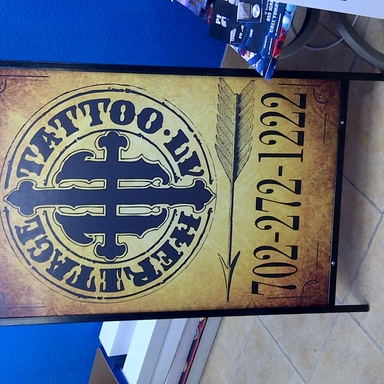 TATTOO · LV
HERITAGE
702-272-1222